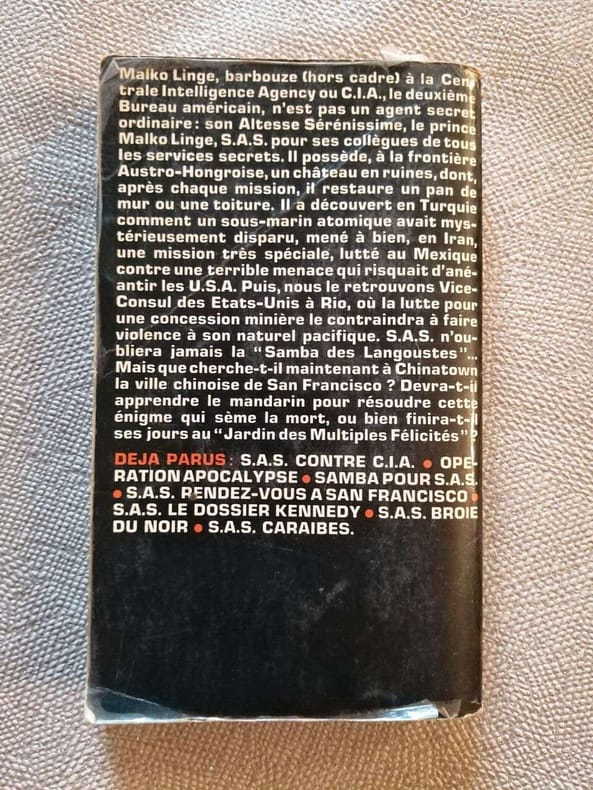 Malko Linge, barbouze (hors cadre) à la Cen-
trale Intelligence Agency ou C.I.A., le deuxième
Bureau américain, n'est pas un agent secret
ordinaire : son Altesse Sérénissime, le prince
Malko Linge, S.A.S. pour ses collègues de tous
les services secrets. Il possède, à la frontière
Austro-Hongroise, un château en ruines, dont,
après chaque mission, il restaure un pan de
mur ou une toiture. Il a découvert en Turquie
comment un sous-marin atomique avait mys-
térieusement disparu, mené à bien, en Iran,
une mission très spéciale, lutté au Mexique
contre une terrible menace qui risquait d'ané-
antir les U.S.A. Puis, nous le retrouvons Vice-
Consul des Etats-Unis à Rio, où la lutte pour
une concession minière le contraindra à faire
violence à son naturel pacifique. S.A.S. n'ou-
bliera jamais la "Samba des Langoustes"...
Mais que cherche-t-il maintenant à Chinatown
la ville chinoise de San Francisco ? Devra-t-il
apprendre le mandarin pour résoudre cette
énigme qui sème la mort, ou bien finira-t-il
ses jours au "Jardin des Multiples Félicités" ?
DEJA PARUS : S.A.S. CONTRE C.I.A. • OPE-
RATION APOCALYPSE • SAMBA POUR S.A.S.
• S.A.S. RENDEZ-VOUS A SAN FRANCISCO •
S.A.S. LE DOSSIER KENNEDY • S.A.S. BROIE
DU NOIR • S.A.S. CARAIBES.